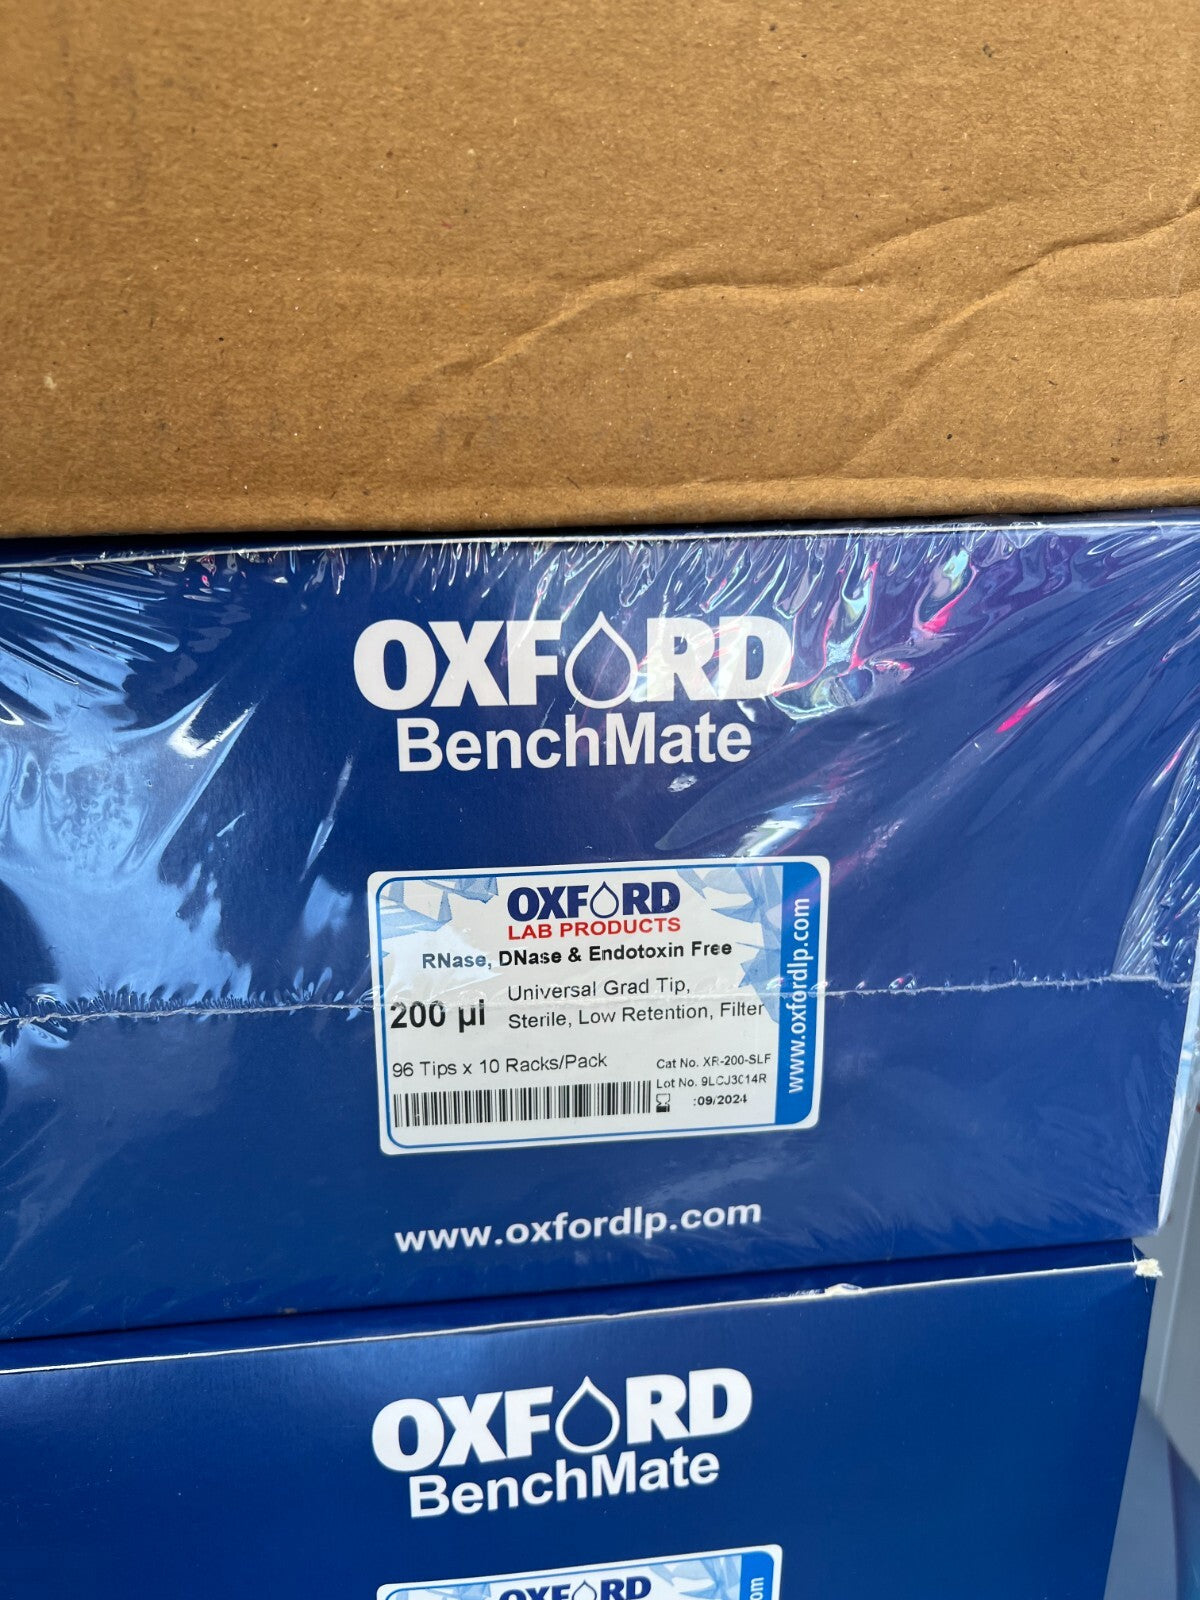 OXFORD
BenchMate
OXFORD
LAB PRODUCTS
RNase, DNase & Endotoxin Free
200 µl
Universal Grad Tip,
Sterile, Low Retention, Filter
96 Tips x 10 Racks/Pack
Cat No. XR-200-SLF
Lot No. 9LCJ3014R
:09/2024
www.oxfordlp.com
www.oxfordlp.com
OXFORD
BenchMate
OXFORD
om